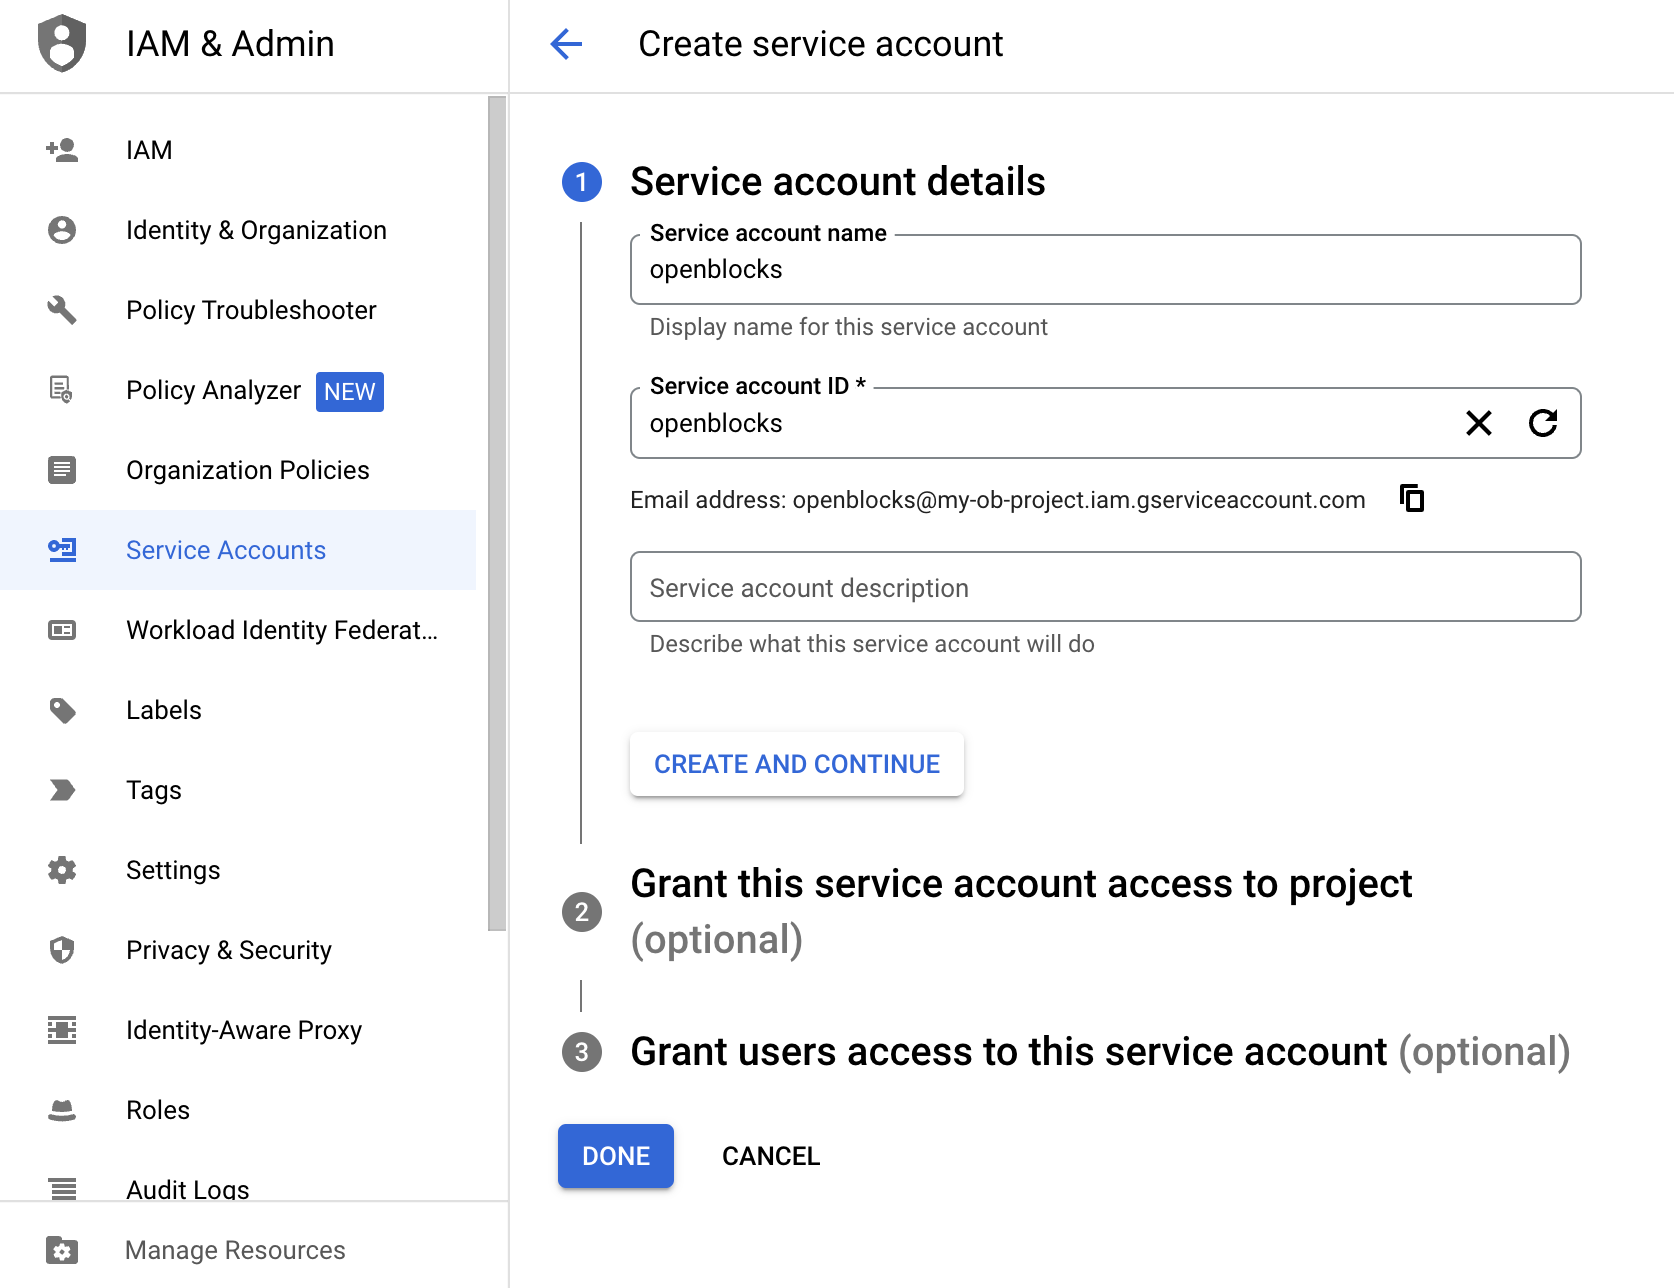 IAM & Admin
IAM
Identity & Organization
Policy Troubleshooter
Policy Analyzer NEW
Organization Policies
Service Accounts
Workload Identity Federat...
Labels
Tags
Settings
Privacy & Security
Identity-Aware Proxy
Roles
Audit Logs
Manage Resources
Create service account
1 Service account details
Service account name
openblocks
Display name for this service account
Service account ID *
openblocks
Email address: openblocks@my-ob-project.iam.gserviceaccount.com
Service account description
Describe what this service account will do
CREATE AND CONTINUE
2 Grant this service account access to project
(optional)
3 Grant users access to this service account (optional)
DONE CANCEL